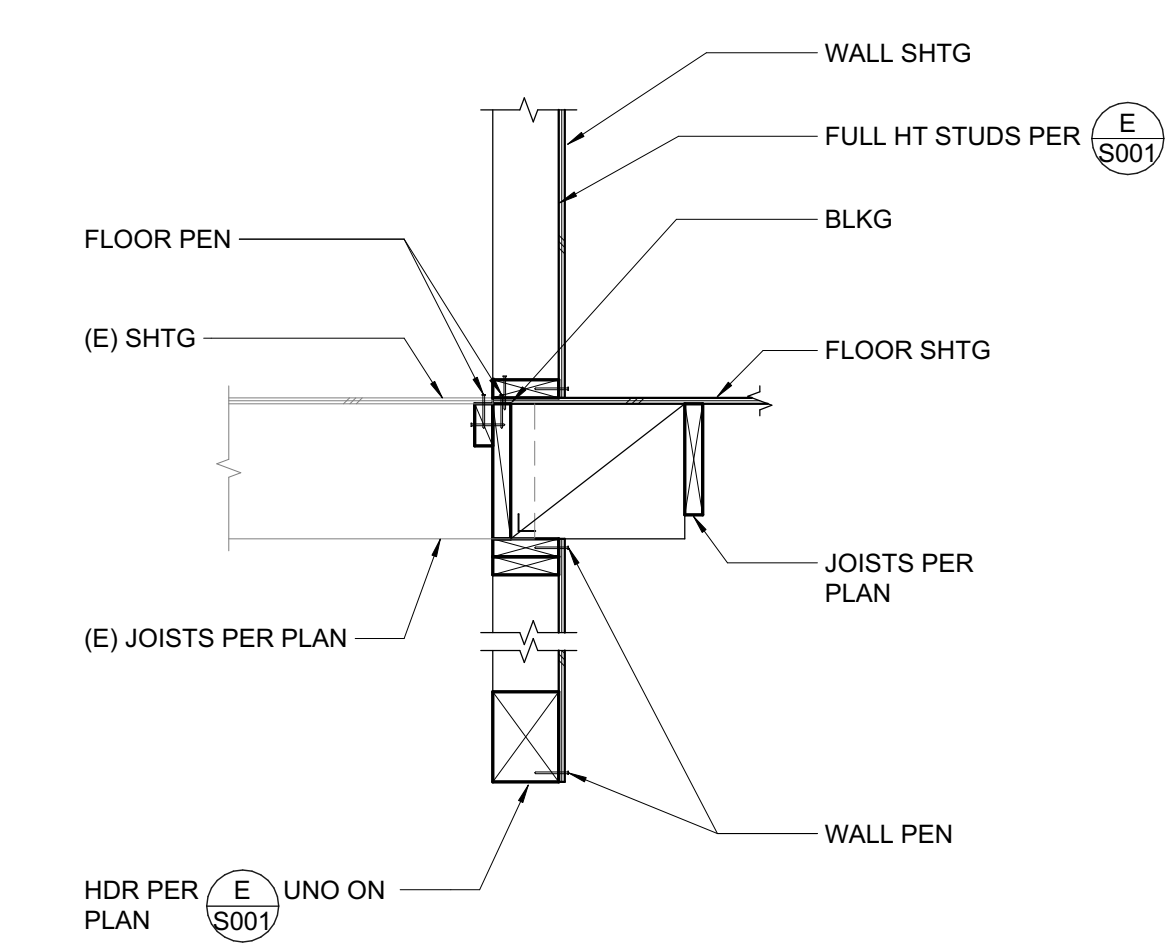 WALL SHTG
FULL HT STUDS PER E
S001
BLKG
FLOOR PEN
(E) SHTG
FLOOR SHTG
JOISTS PER
PLAN
(E) JOISTS PER PLAN
WALL PEN
HDR PER E UNO ON
PLAN S001